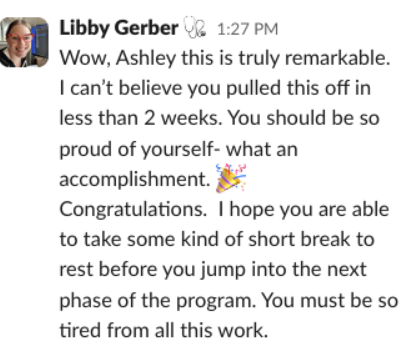 Libby Gerber 1:27 PM
Wow, Ashley this is truly remarkable.
I can't believe you pulled this off in
less than 2 weeks. You should be so
proud of yourself- what an
accomplishment.
Congratulations.  I hope you are able
to take some kind of short break to
rest before you jump into the next
phase of the program. You must be so
tired from all this work.